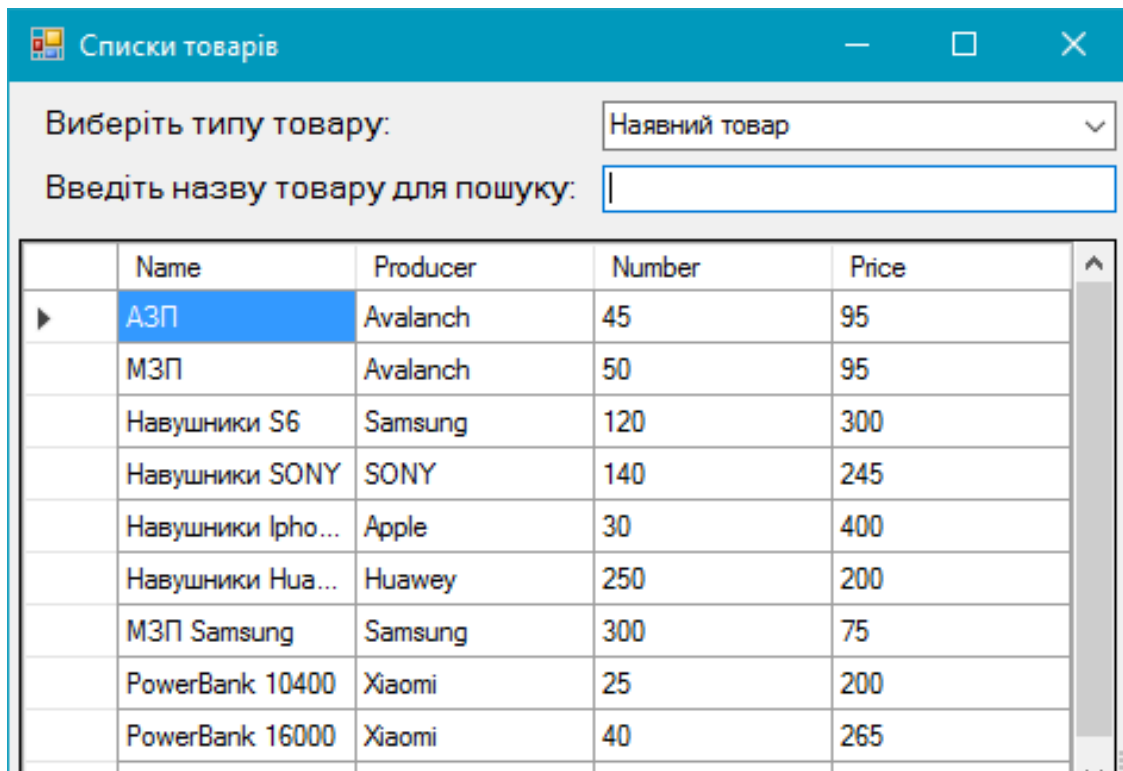 Списки товарів
Виберіть типу товару: Наявний товар
Введіть назву товару для пошуку:
Name Producer Number Price
АЗП Avalanch 45 95
МЗП Avalanch 50 95
Навушники S6 Samsung 120 300
Навушники SONY SONY 140 245
Навушники Ipho... Apple 30 400
Навушники Hua... Huawey 250 200
МЗП Samsung Samsung 300 75
PowerBank 10400 Xiaomi 25 200
PowerBank 16000 Xiaomi 40 265